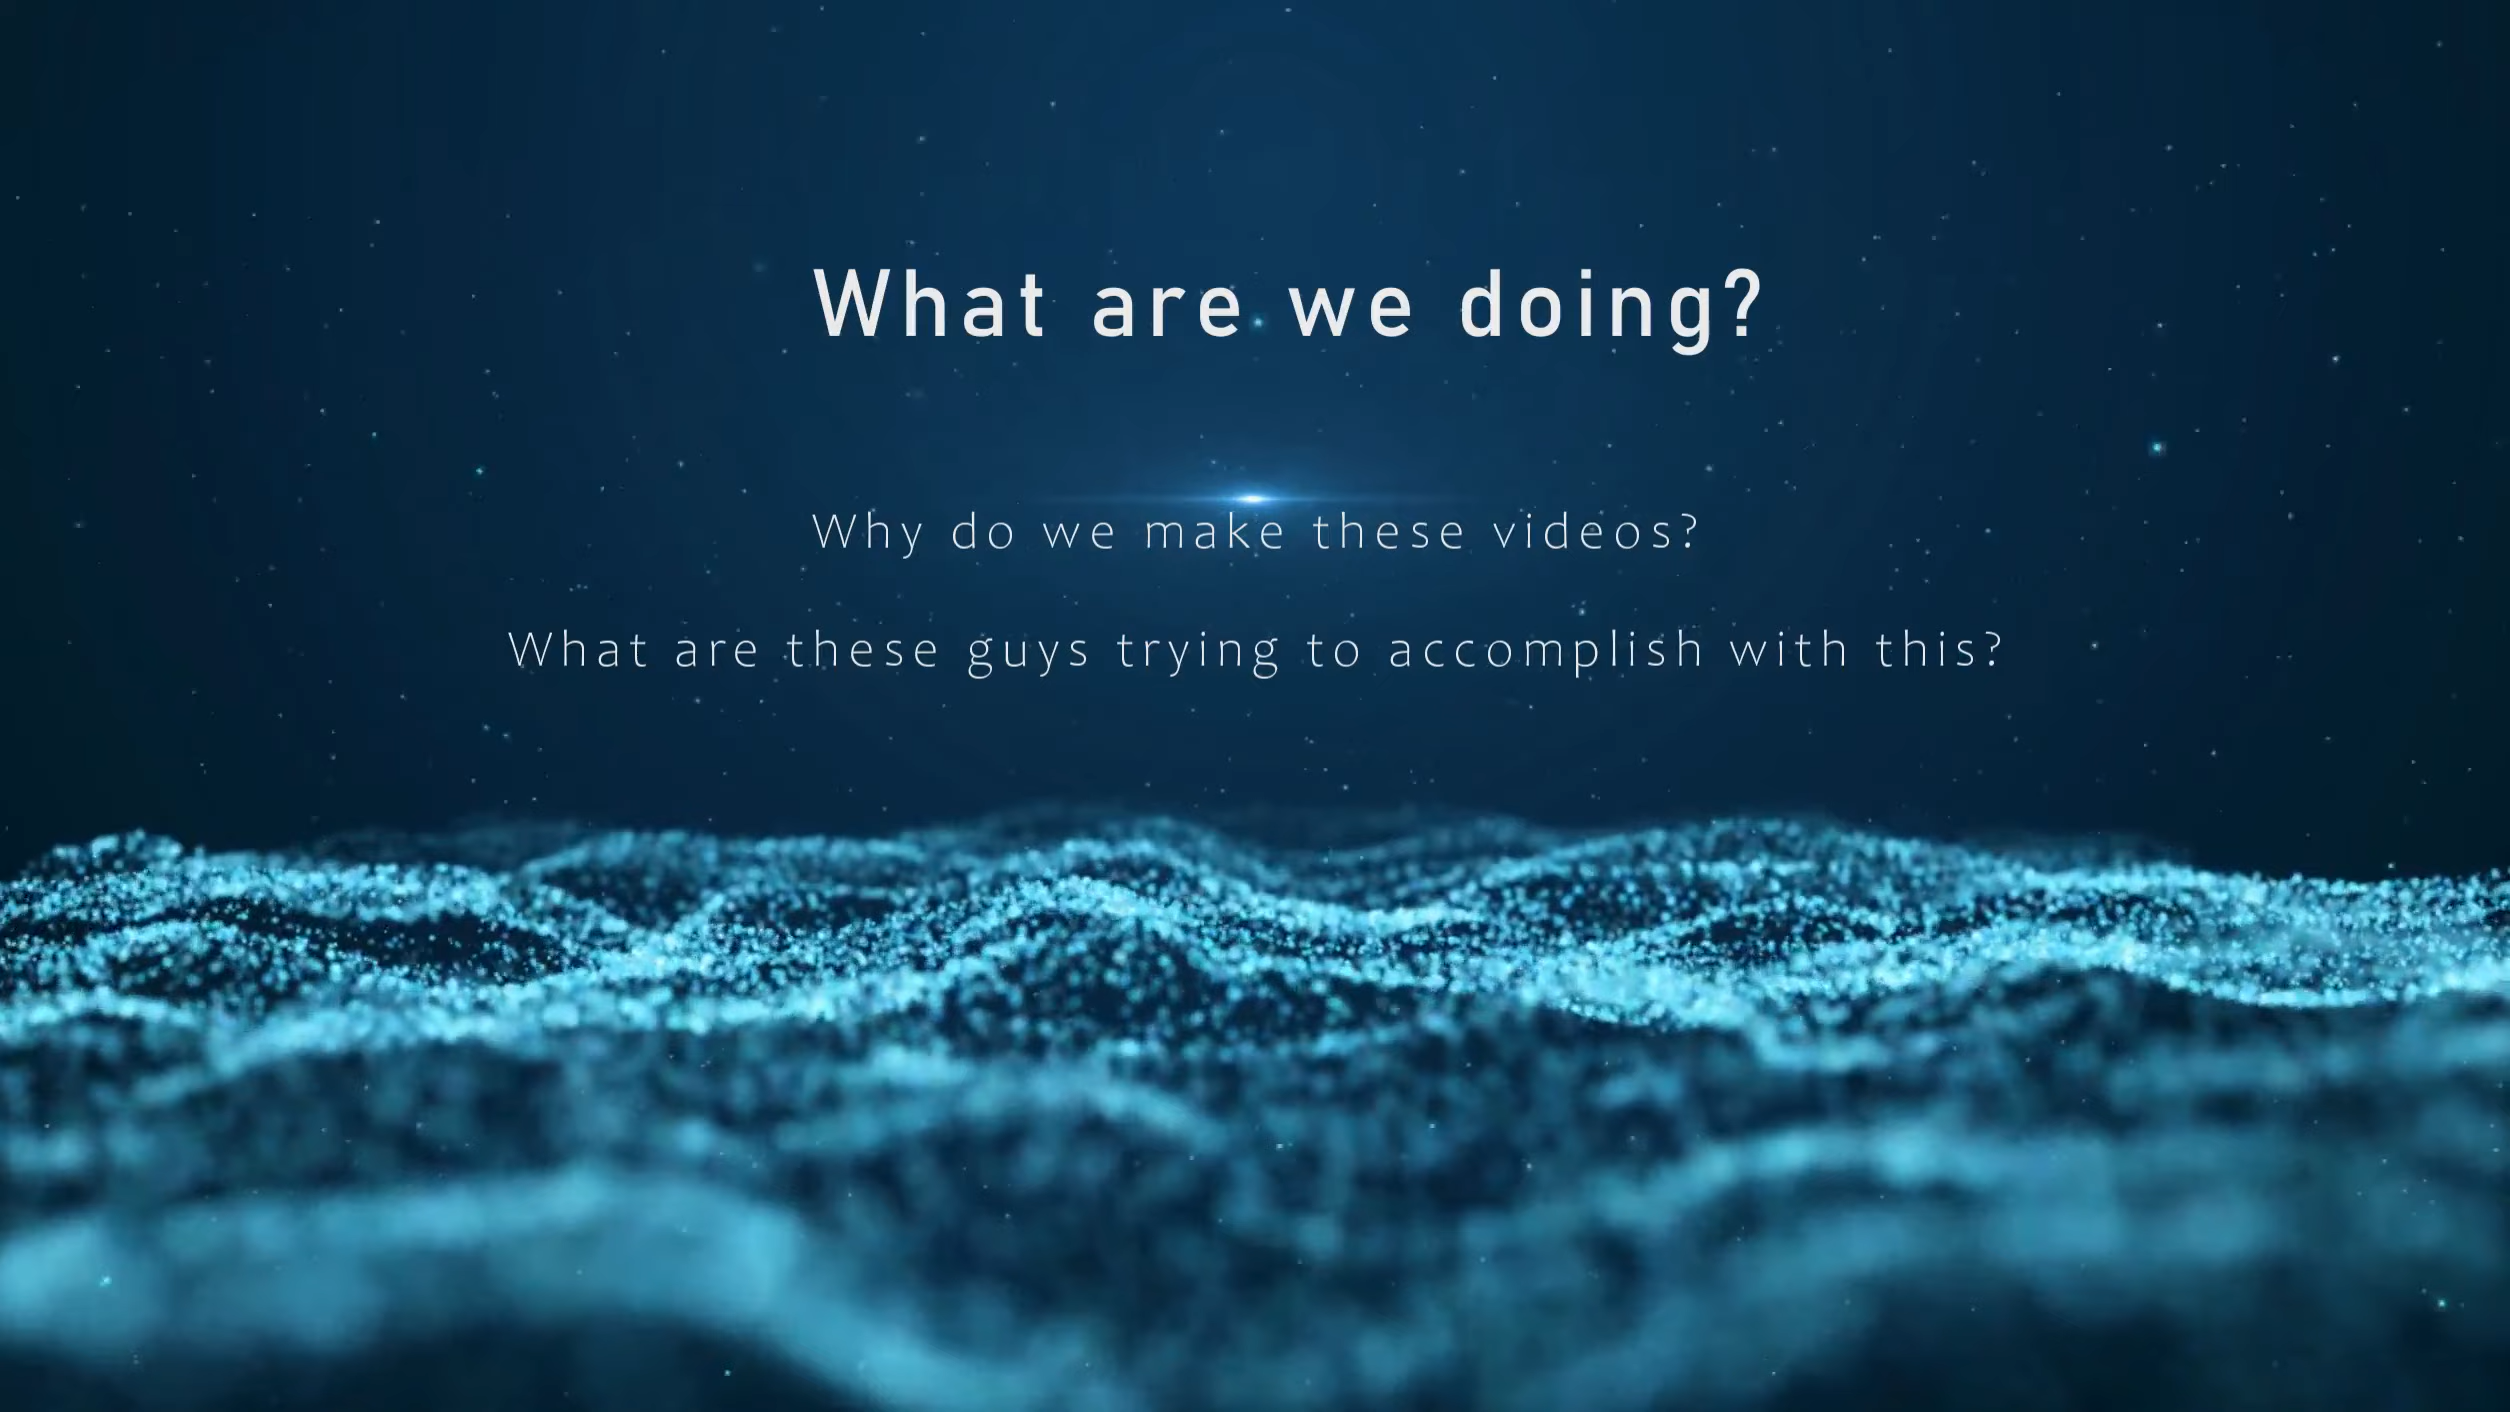 What are we doing?
Why do we make these videos?
What are these guys trying to accomplish with this?